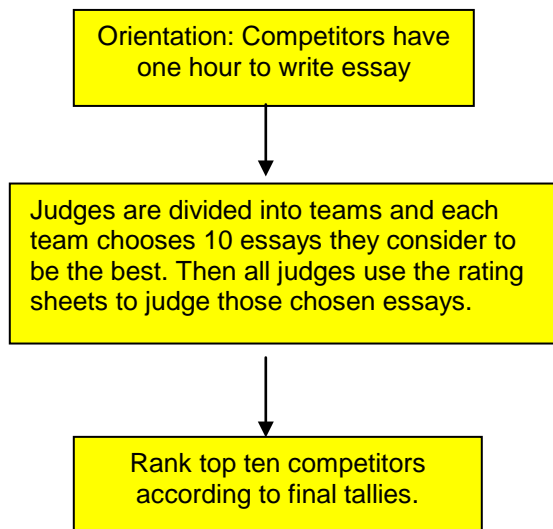 Orientation: Competitors have
one hour to write essay
Judges are divided into teams and each
team chooses 10 essays they consider to
be the best. Then all judges use the rating
sheets to judge those chosen essays.
Rank top ten competitors
according to final tallies.